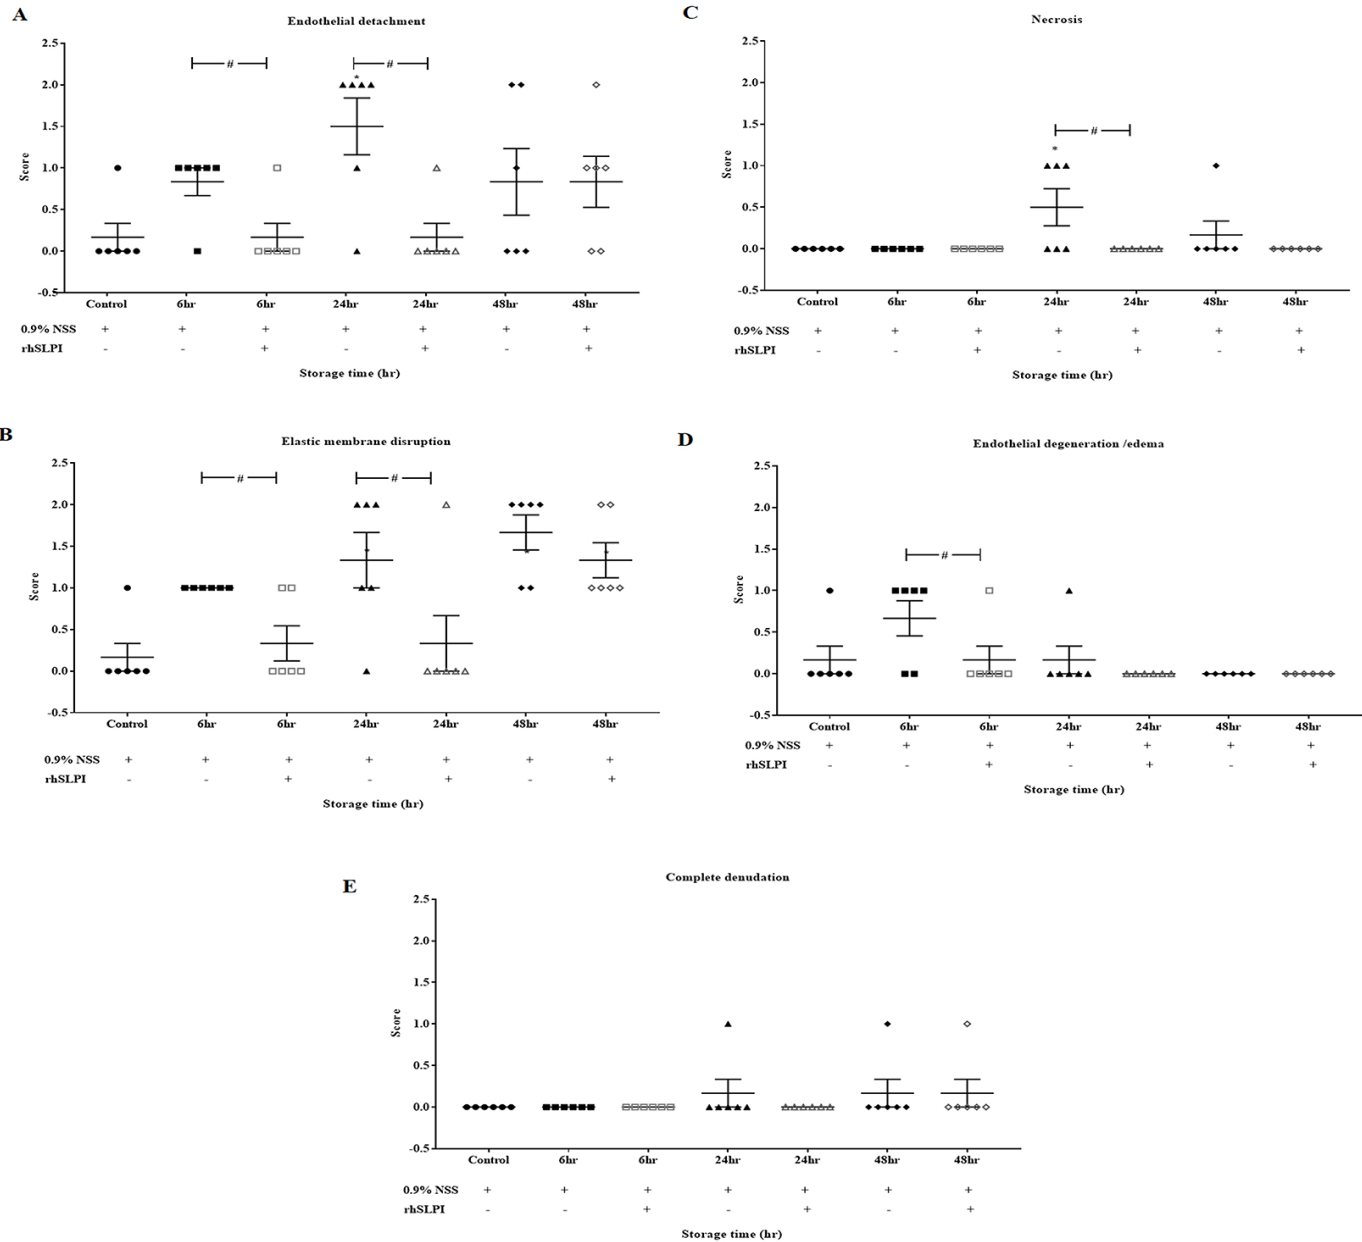 A
Endothelial detachment
Score
2.5
2.0
1.5
1.0
0.5
0.0
-0.5
# #
*
Control 6hr 6hr 24hr 24hr 48hr 48hr
0.9% NSS + + + + + + +
rhSLPI - - + - + - +
Storage time (hr)
B
Elastic membrane disruption
Score
2.5
2.0
1.5
1.0
0.5
0.0
-0.5
# #
* * *
Control 6hr 6hr 24hr 24hr 48hr 48hr
0.9% NSS + + + + + + +
rhSLPI - - + - + - +
Storage time (hr)
C
Necrosis
Score
2.5
2.0
1.5
1.0
0.5
0.0
-0.5
#
*
Control 6hr 6hr 24hr 24hr 48hr 48hr
0.9% NSS + + + + + + +
rhSLPI - - + - + - +
Storage time (hr)
D
Endothelial degeneration /edema
Score
2.5
2.0
1.5
1.0
0.5
0.0
-0.5
#
Control 6hr 6hr 24hr 24hr 48hr 48hr
0.9% NSS + + + + + + +
rhSLPI - - + - + - +
Storage time (hr)
E
Complete denudation
Score
2.5
2.0
1.5
1.0
0.5
0.0
-0.5
Control 6hr 6hr 24hr 24hr 48hr 48hr
0.9% NSS + + + + + + +
rhSLPI - - + - + - +
Storage time (hr)